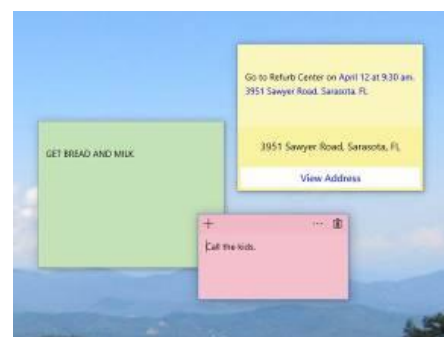 Go to Refurb Center on April 12 at 9:30 am.
3951 Sawyer Road, Sarasota, FL
3951 Sawyer Road, Sarasota, FL
View Address
GET BREAD AND MILK
Call the kids.